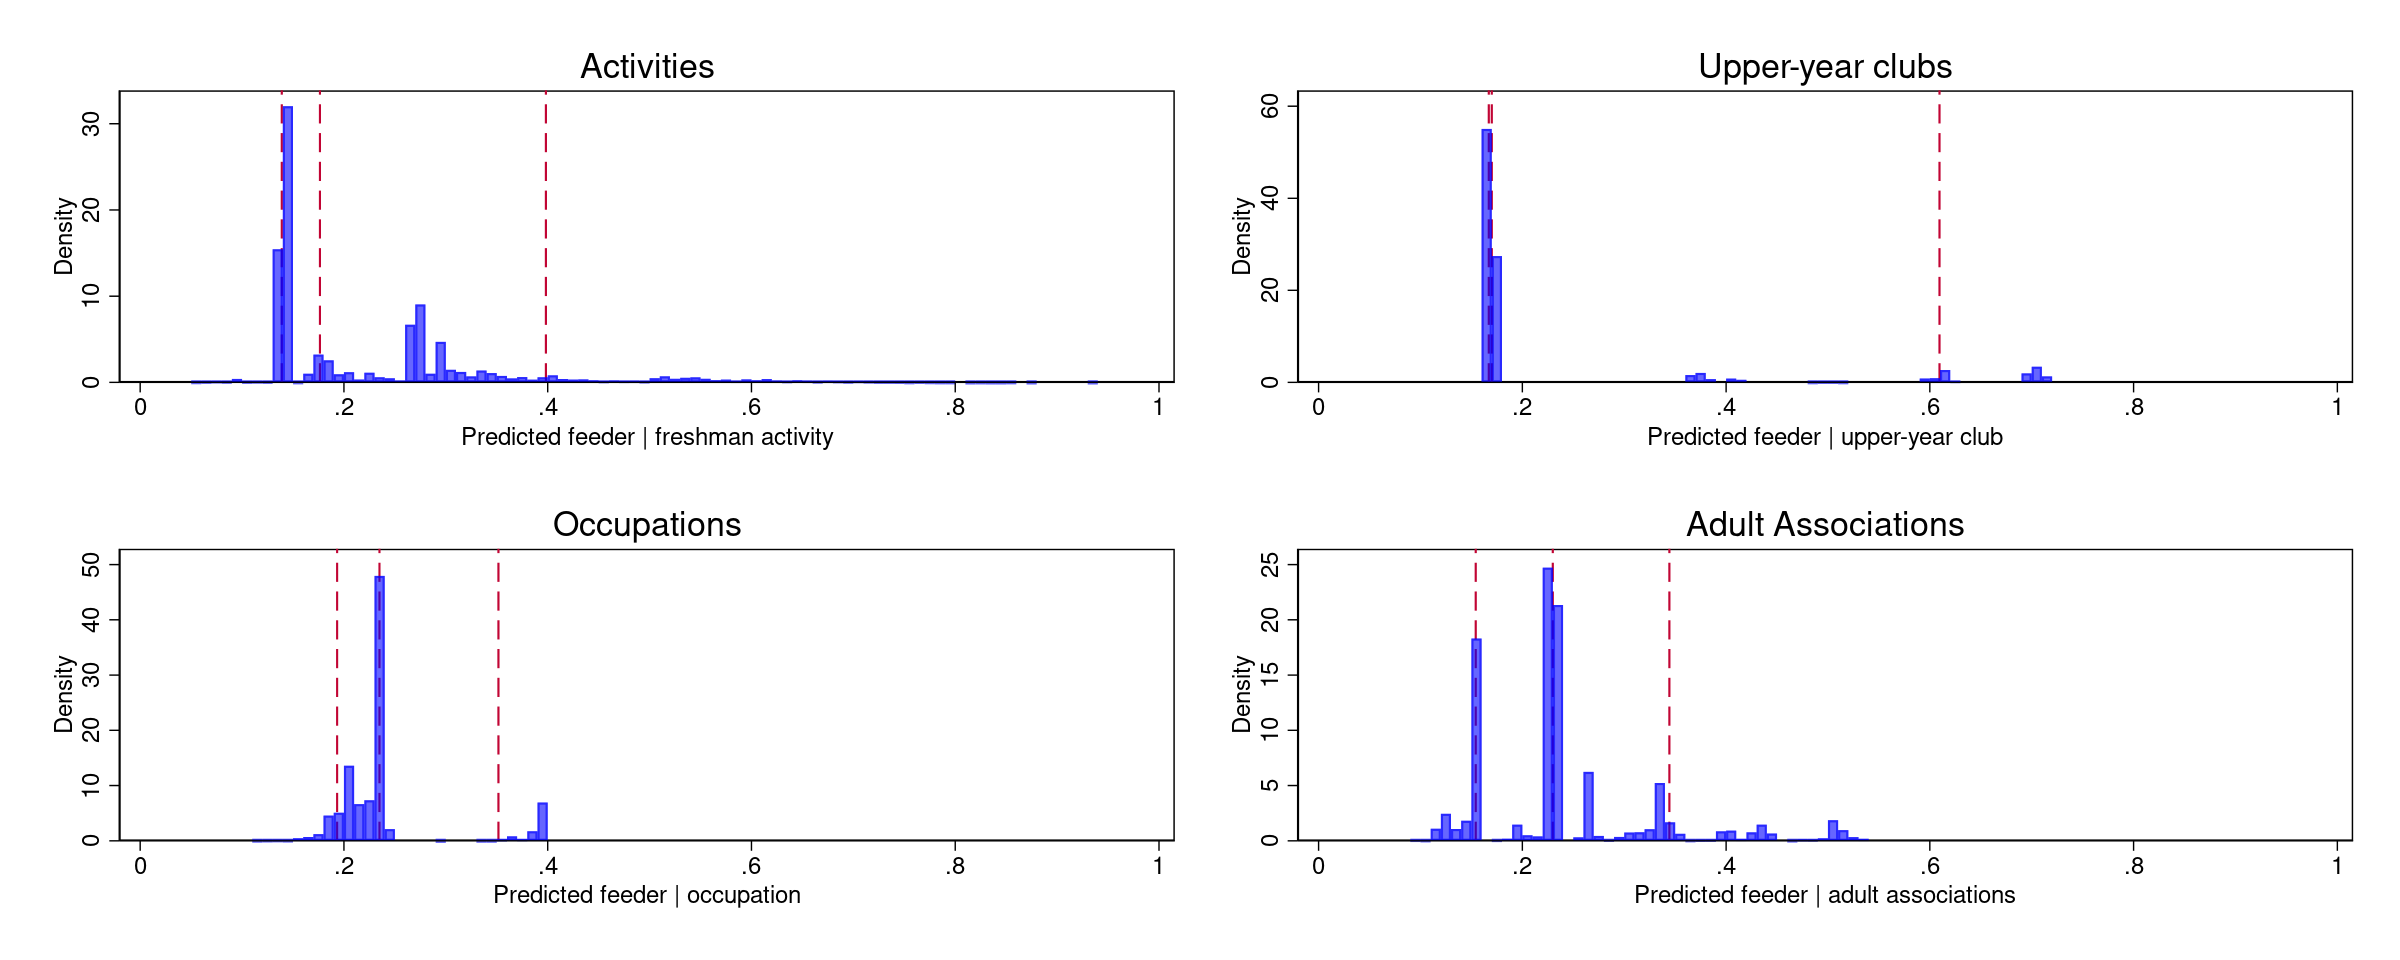 Activities
Density
0 10 20 30
0 .2 .4 .6 .8 1
Predicted feeder | freshman activity
Upper-year clubs
Density
0 20 40 60
0 .2 .4 .6 .8 1
Predicted feeder | upper-year club
Occupations
Density
0 10 20 30 40 50
0 .2 .4 .6 .8 1
Predicted feeder | occupation
Adult Associations
Density
0 5 10 15 20 25
0 .2 .4 .6 .8 1
Predicted feeder | adult associations